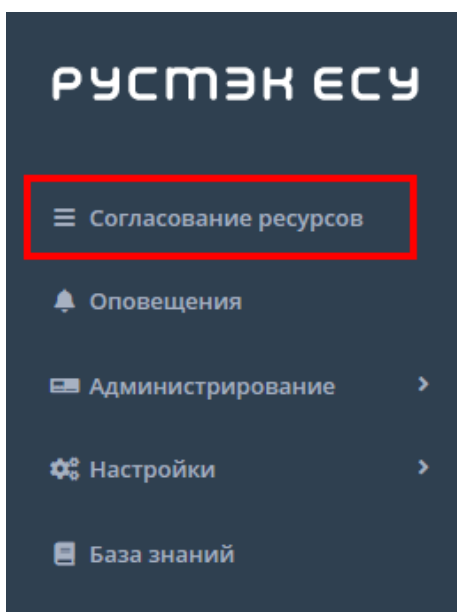 РУСТЭК ЕСУ
Согласование ресурсов
Оповещения
Администрирование
Настройки
База знаний